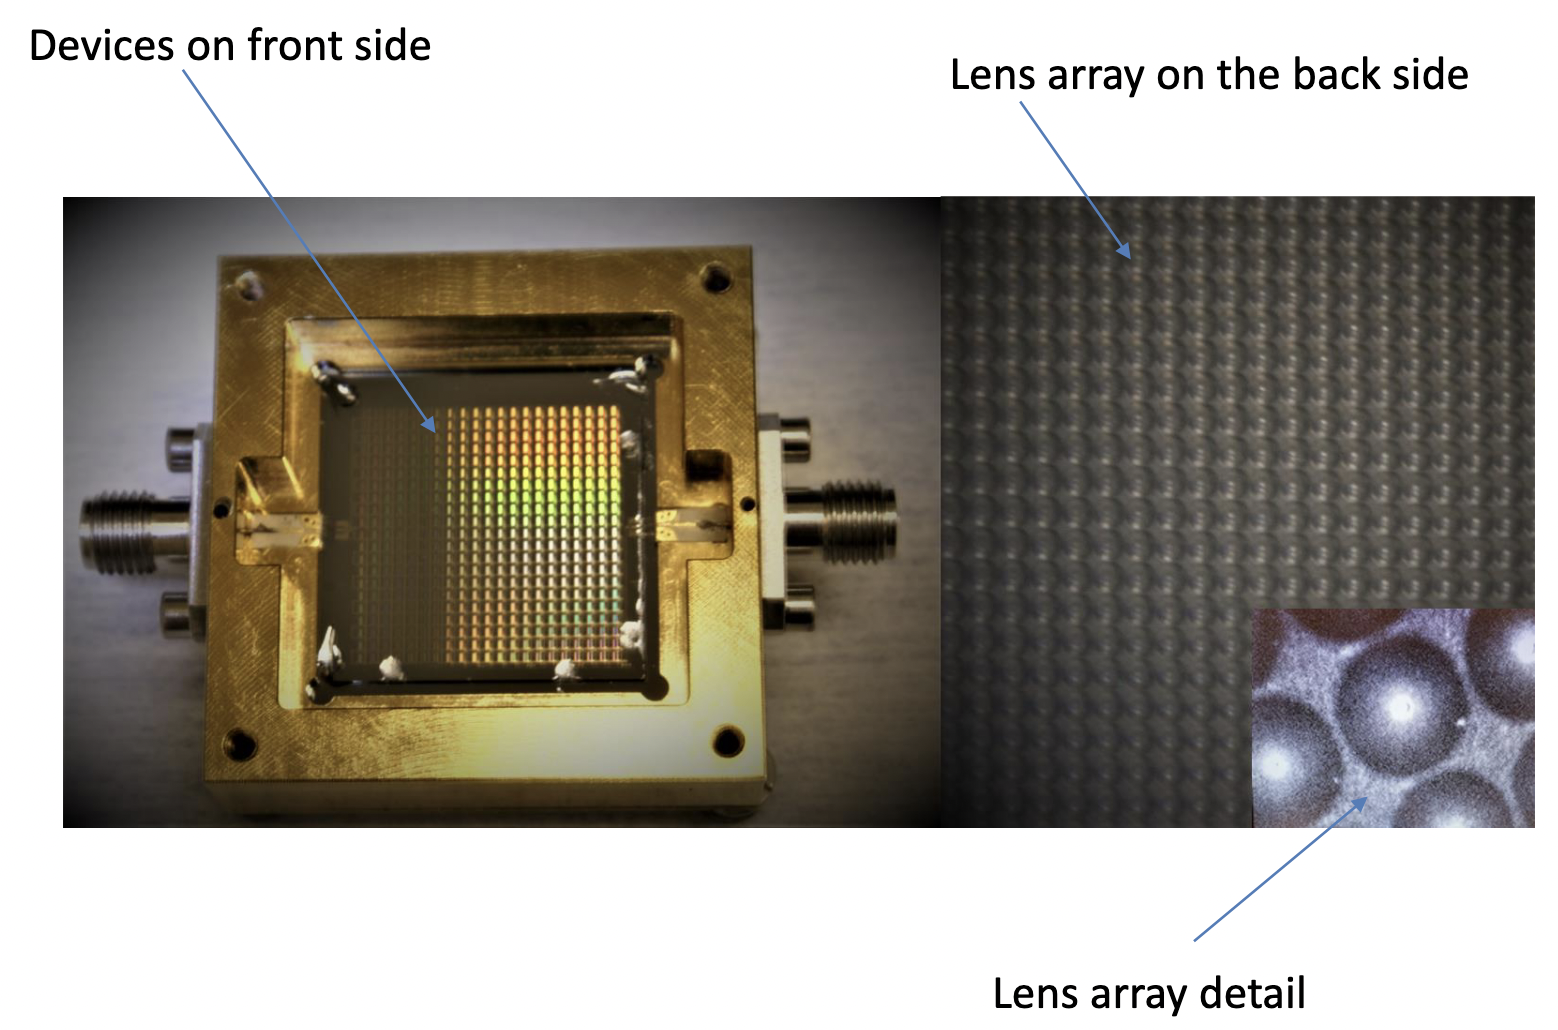 Devices on front side
Lens array on the back side
Lens array detail